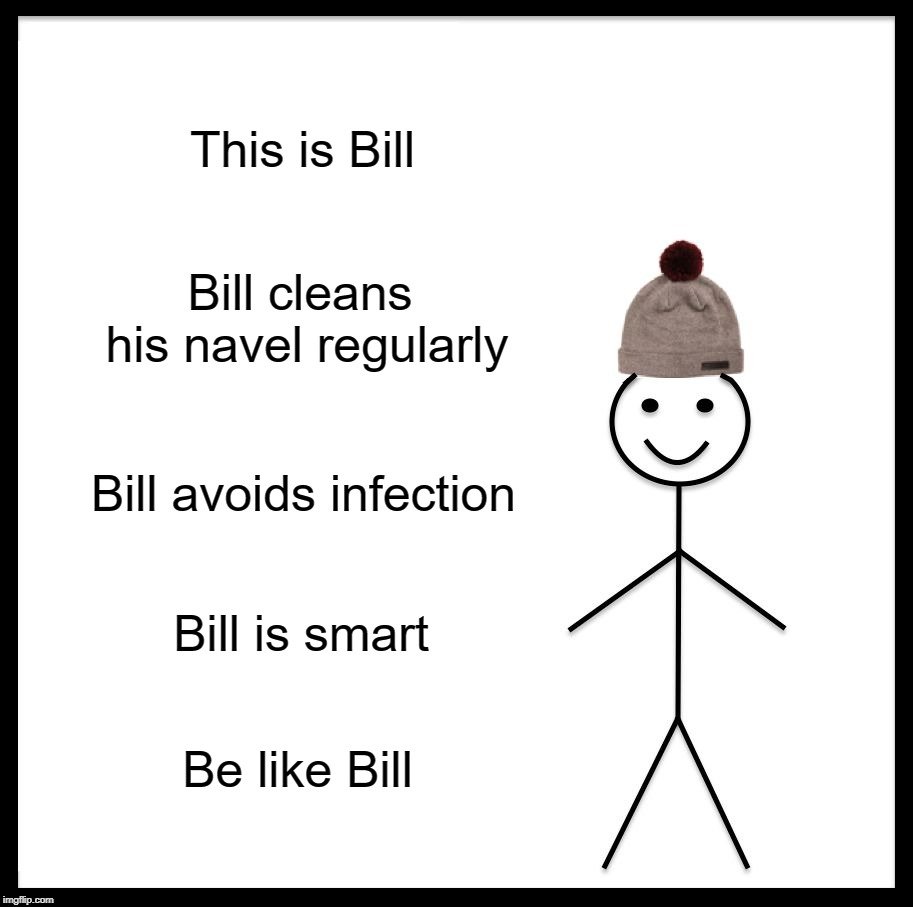 This is Bill
Bill cleans
his navel regularly
Bill avoids infection
Bill is smart
Be like Bill
imgflip.com